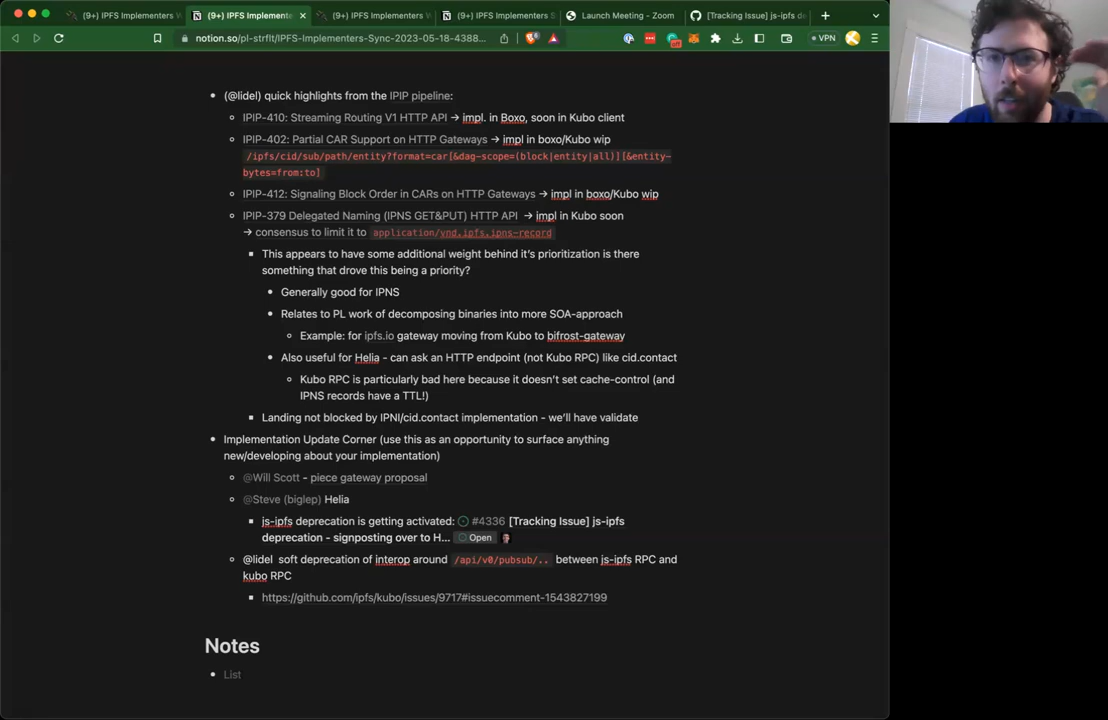 (9+) IPFS Implementers V
(9+) IPFS Implementer
(9+) IPFS Implementers V
(9+) IPFS Implementers S
Launch Meeting - Zoom
[Tracking Issue] js-ipfs de
notion.so/pl-strflt/IPFS-Implementers-Sync-2023-05-18-4388...
off
VPN
(@lidel) quick highlights from the IPIP pipeline:
IPIP-410: Streaming Routing V1 HTTP API → impl. in Boxo, soon in Kubo client
IPIP-402: Partial CAR Support on HTTP Gateways → impl in boxo/Kubo wip
/ipfs/cid/sub/path/entity?format=car[&dag-scope=(block|entity|all)][&entity-
bytes=from:to]
IPIP-412: Signaling Block Order in CARs on HTTP Gateways → impl in boxo/Kubo wip
IPIP-379 Delegated Naming (IPNS GET&PUT) HTTP API → impl in Kubo soon
→ consensus to limit it to application/vnd.ipfs.ipns-record
This appears to have some additional weight behind it's prioritization is there
something that drove this being a priority?
Generally good for IPNS
Relates to PL work of decomposing binaries into more SOA-approach
Example: for ipfs.io gateway moving from Kubo to bifrost-gateway
Also useful for Helia - can ask an HTTP endpoint (not Kubo RPC) like cid.contact
Kubo RPC is particularly bad here because it doesn't set cache-control (and
IPNS records have a TTL!)
Landing not blocked by IPNI/cid.contact implementation - we'll have validate
Implementation Update Corner (use this as an opportunity to surface anything
new/developing about your implementation)
@Will Scott - piece gateway proposal
@Steve (biglep) Helia
js-ipfs deprecation is getting activated: #4336 [Tracking Issue] js-ipfs
deprecation - signposting over to H... Open
@lidel soft deprecation of interop around /api/v0/pubsub/.. between js-ipfs RPC and
kubo RPC
https://github.com/ipfs/kubo/issues/9717#issuecomment-1543827199
Notes
List